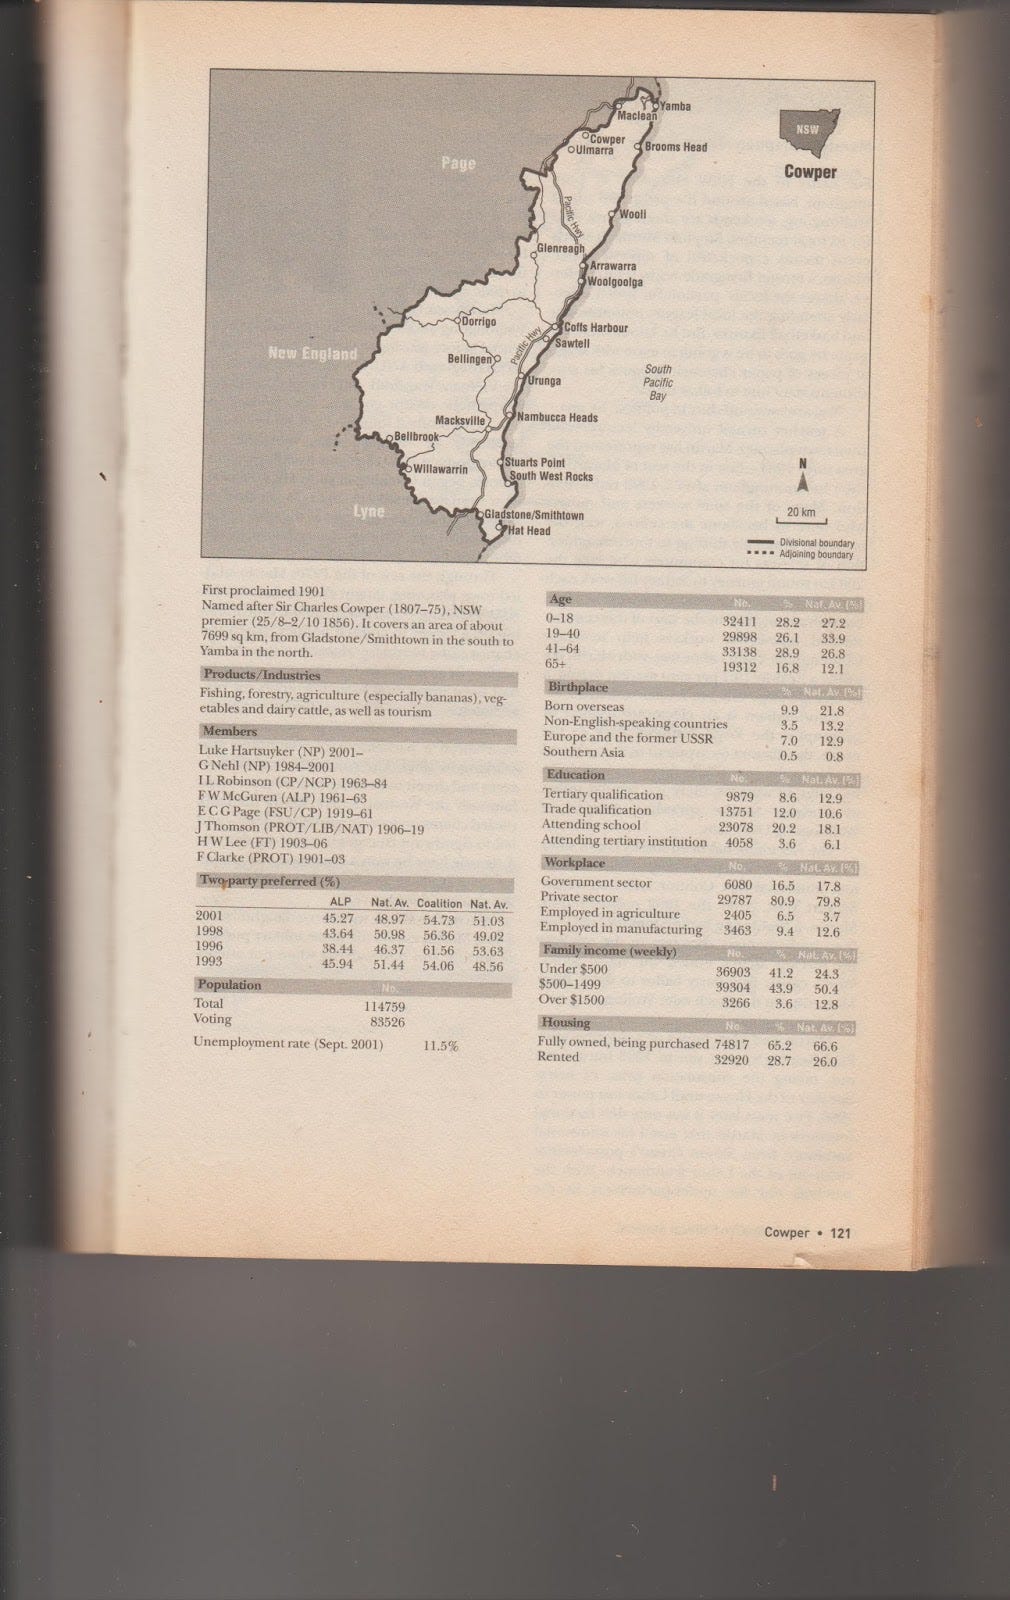 Yamba
Maclean
NSW
Cowper
Cowper
Ulmarra
Brooms Head
Page
Pacific Hwy
Wooli
Glenreagh
Arrawarra
Woolgoolga
Dorrigo
Coffs Harbour
Pacific Hwy
Sawtell
New England
Bellingen
South
Pacific
Bay
Urunga
Macksville
Nambucca Heads
Bellbrook
Stuarts Point
N
Willawarrin
South West Rocks
20 km
Lyne
Gladstone/Smithtown
Hat Head
Divisional boundary
Adjoining boundary
First proclaimed 1901
Named after Sir Charles Cowper (1807–75), NSW
premier (25/8–2/10 1856). It covers an area of about
7699 sq km, from Gladstone/Smithtown in the south to
Yamba in the north.
Products/Industries
Fishing, forestry, agriculture (especially bananas), veg-
etables and dairy cattle, as well as tourism
Members
Luke Hartsuyker (NP) 2001–
G Nehl (NP) 1984–2001
I L Robinson (CP/NCP) 1963–84
F W McGuren (ALP) 1961–63
E C G Page (FSU/CP) 1919–61
J Thomson (PROT/LIB/NAT) 1906–19
H W Lee (FT) 1903–06
F Clarke (PROT) 1901–03
Two-party preferred (%)
ALP Nat. Av. Coalition Nat. Av.
2001 45.27 48.97 54.73 51.03
1998 43.64 50.98 56.36 49.02
1996 38.44 46.37 61.56 53.63
1993 45.94 51.44 54.06 48.56
Population No.
Total 114759
Voting 83526
Unemployment rate (Sept. 2001) 11.5%
Age No. % Nat. Av. (%)
0–18 32411 28.2 27.2
19–40 29898 26.1 33.9
41–64 33138 28.9 26.8
65+ 19312 16.8 12.1
Birthplace % Nat. Av. (%)
Born overseas 9.9 21.8
Non-English-speaking countries 3.5 13.2
Europe and the former USSR 7.0 12.9
Southern Asia 0.5 0.8
Education No. % Nat. Av. (%)
Tertiary qualification 9879 8.6 12.9
Trade qualification 13751 12.0 10.6
Attending school 23078 20.2 18.1
Attending tertiary institution 4058 3.6 6.1
Workplace No. % Nat. Av. (%)
Government sector 6080 16.5 17.8
Private sector 29787 80.9 79.8
Employed in agriculture 2405 6.5 3.7
Employed in manufacturing 3463 9.4 12.6
Family income (weekly) No. % Nat. Av. (%)
Under $500 36903 41.2 24.3
$500–1499 39304 43.9 50.4
Over $1500 3266 3.6 12.8
Housing No. % Nat. Av. (%)
Fully owned, being purchased 74817 65.2 66.6
Rented 32920 28.7 26.0
Cowper • 121